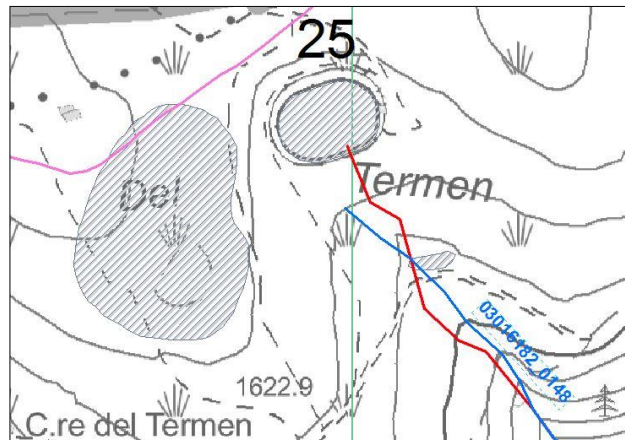 25
Del
Termen
03016182_0148
1622.9
C.re del Termen